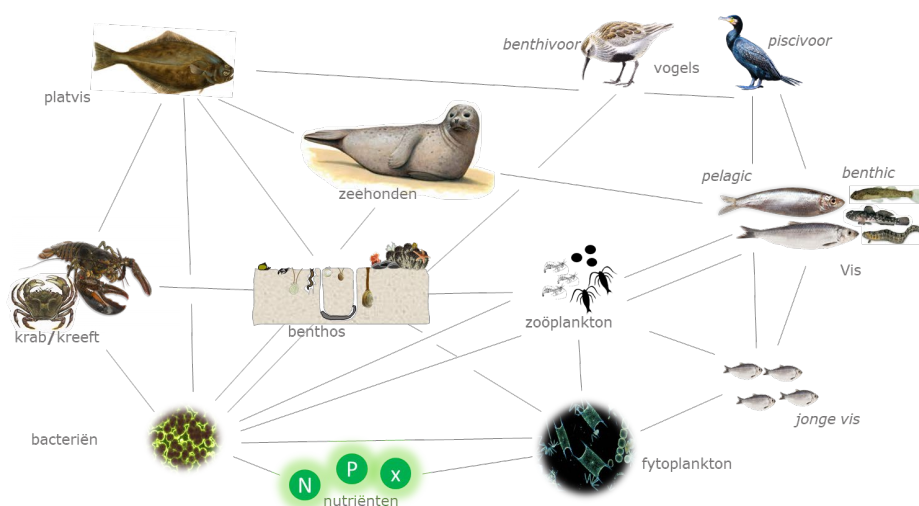 benthivoor
piscivoor
vogels
platvis
pelagic
benthic
zeehonden
Vis
krab/kreeft
benthos
zoöplankton
jonge vis
bacteriën
fytoplankton
N
P
x
nutriënten